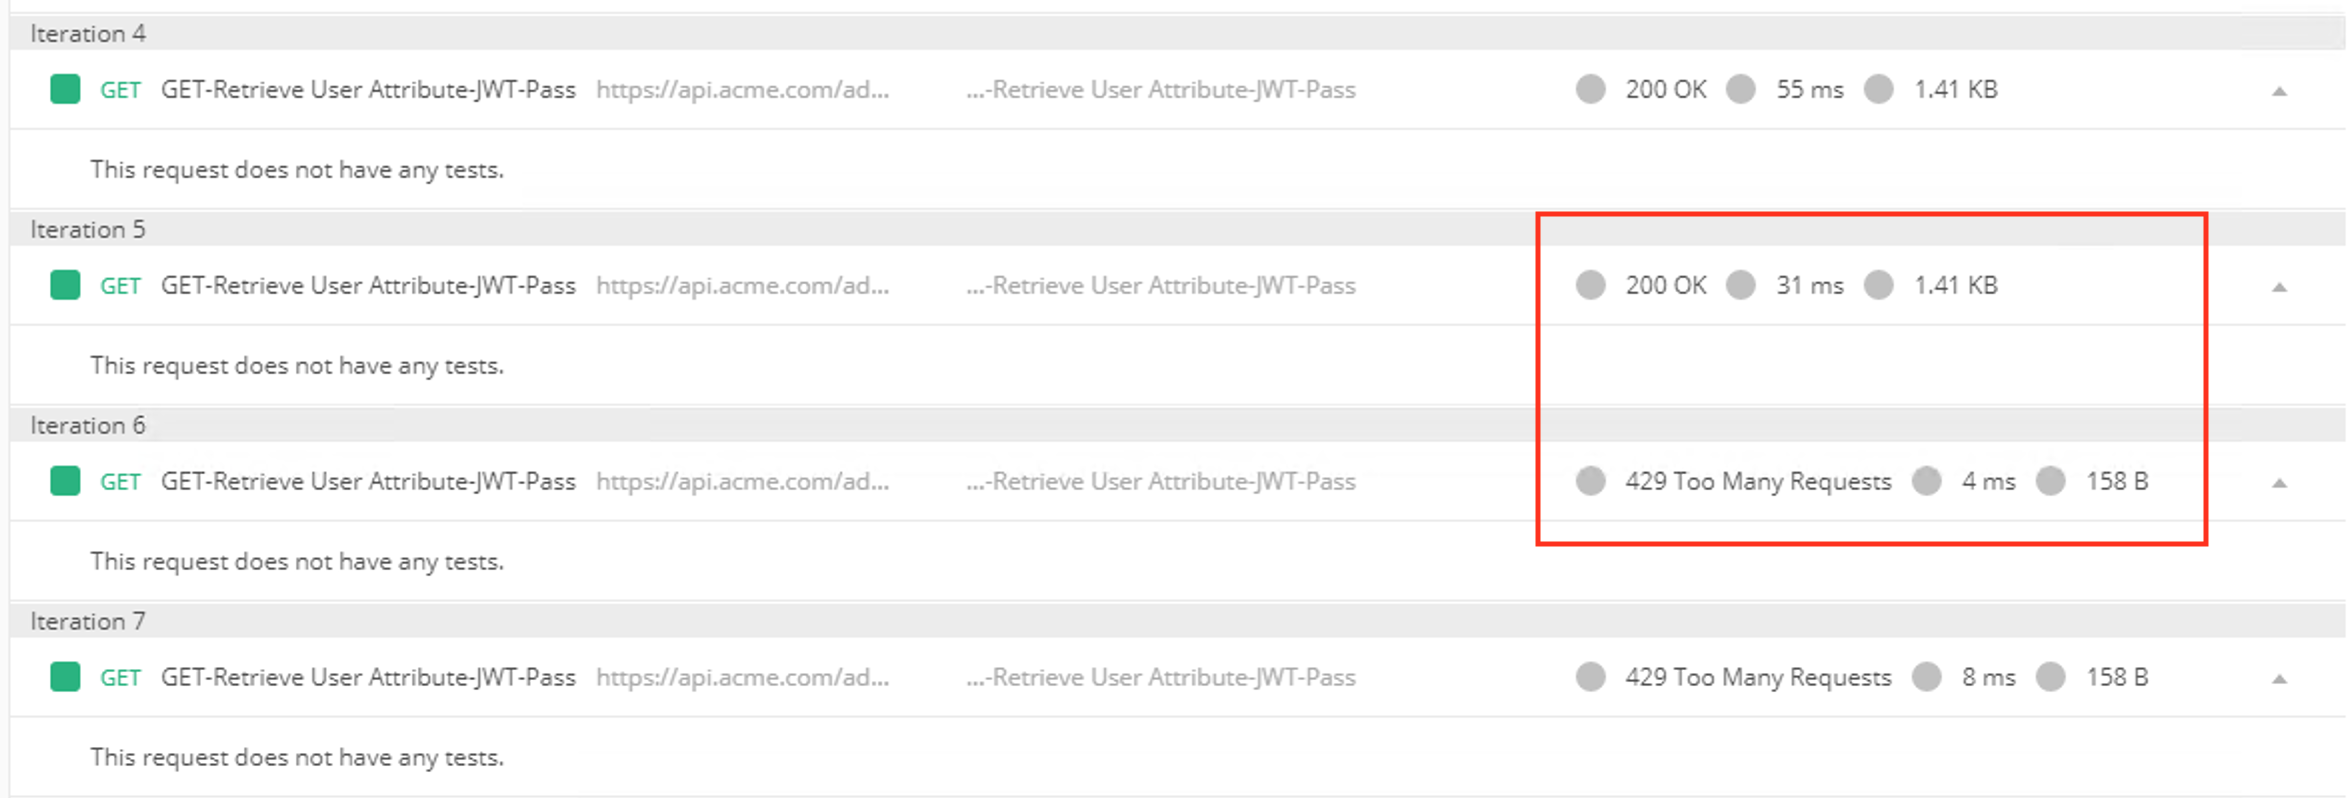 Iteration 4
GET GET-Retrieve User Attribute-JWT-Pass https://api.acme.com/ad... ...-Retrieve User Attribute-JWT-Pass 200 OK 55 ms 1.41 KB
This request does not have any tests.
Iteration 5
GET GET-Retrieve User Attribute-JWT-Pass https://api.acme.com/ad... ...-Retrieve User Attribute-JWT-Pass 200 OK 31 ms 1.41 KB
This request does not have any tests.
Iteration 6
GET GET-Retrieve User Attribute-JWT-Pass https://api.acme.com/ad... ...-Retrieve User Attribute-JWT-Pass 429 Too Many Requests 4 ms 158 B
This request does not have any tests.
Iteration 7
GET GET-Retrieve User Attribute-JWT-Pass https://api.acme.com/ad... ...-Retrieve User Attribute-JWT-Pass 429 Too Many Requests 8 ms 158 B
This request does not have any tests.